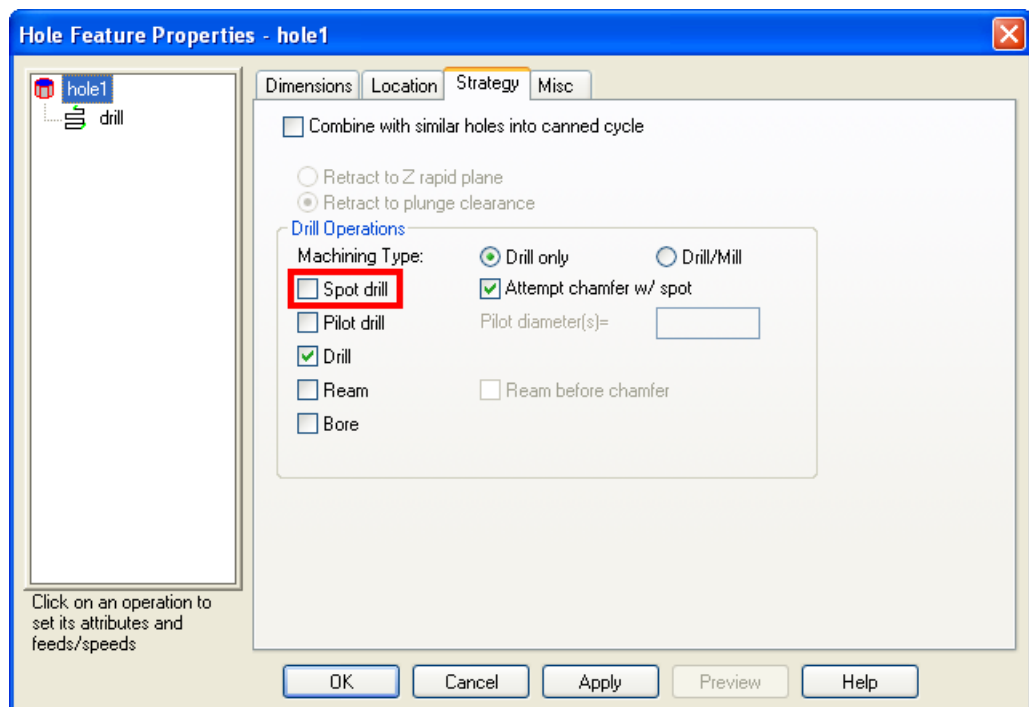 Hole Feature Properties - hole1
hole1
drill
Click on an operation to
set its attributes and
feeds/speeds
Dimensions Location Strategy Misc
Combine with similar holes into canned cycle
Retract to Z rapid plane
Retract to plunge clearance
Drill Operations
Machining Type: Drill only Drill/Mill
Spot drill Attempt chamfer w/ spot
Pilot drill Pilot diameter(s)=
Drill
Ream Ream before chamfer
Bore
OK Cancel Apply Preview Help